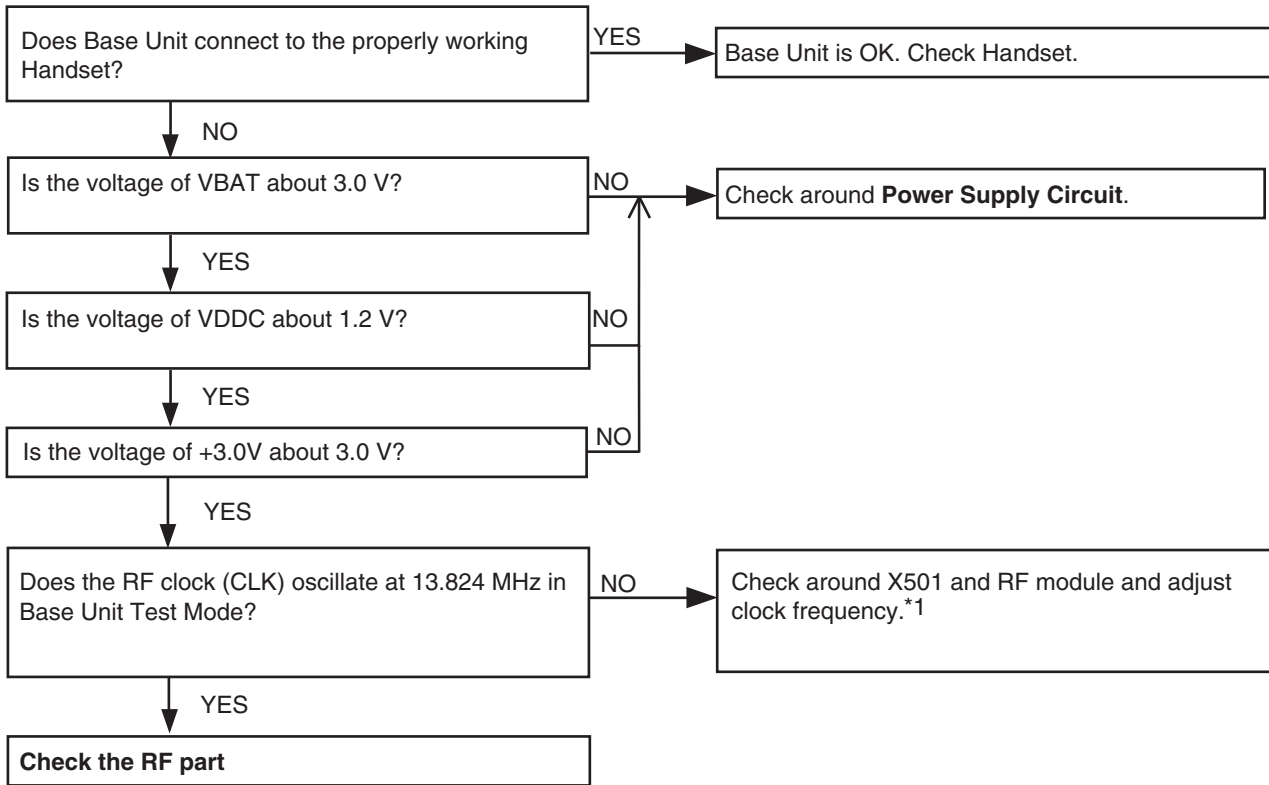 Does Base Unit connect to the properly working
Handset?
YES
Base Unit is OK. Check Handset.
NO
Is the voltage of VBAT about 3.0 V?
NO
Check around Power Supply Circuit.
YES
Is the voltage of VDDC about 1.2 V?
NO
YES
Is the voltage of +3.0V about 3.0 V?
NO
YES
Does the RF clock (CLK) oscillate at 13.824 MHz in
Base Unit Test Mode?
NO
Check around X501 and RF module and adjust
clock frequency.*1
YES
Check the RF part